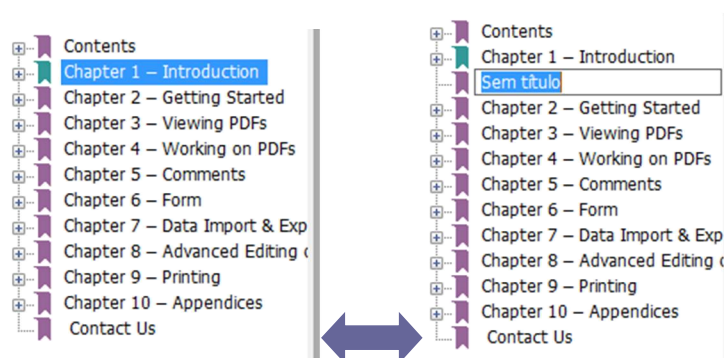 Contents
Chapter 1 – Introduction
Chapter 2 – Getting Started
Chapter 3 – Viewing PDFs
Chapter 4 – Working on PDFs
Chapter 5 – Comments
Chapter 6 – Form
Chapter 7 – Data Import & Exp
Chapter 8 – Advanced Editing
Chapter 9 – Printing
Chapter 10 – Appendices
Contact Us
Contents
Chapter 1 – Introduction
Sem título
Chapter 2 – Getting Started
Chapter 3 – Viewing PDFs
Chapter 4 – Working on PDFs
Chapter 5 – Comments
Chapter 6 – Form
Chapter 7 – Data Import & Exp
Chapter 8 – Advanced Editing
Chapter 9 – Printing
Chapter 10 – Appendices
Contact Us